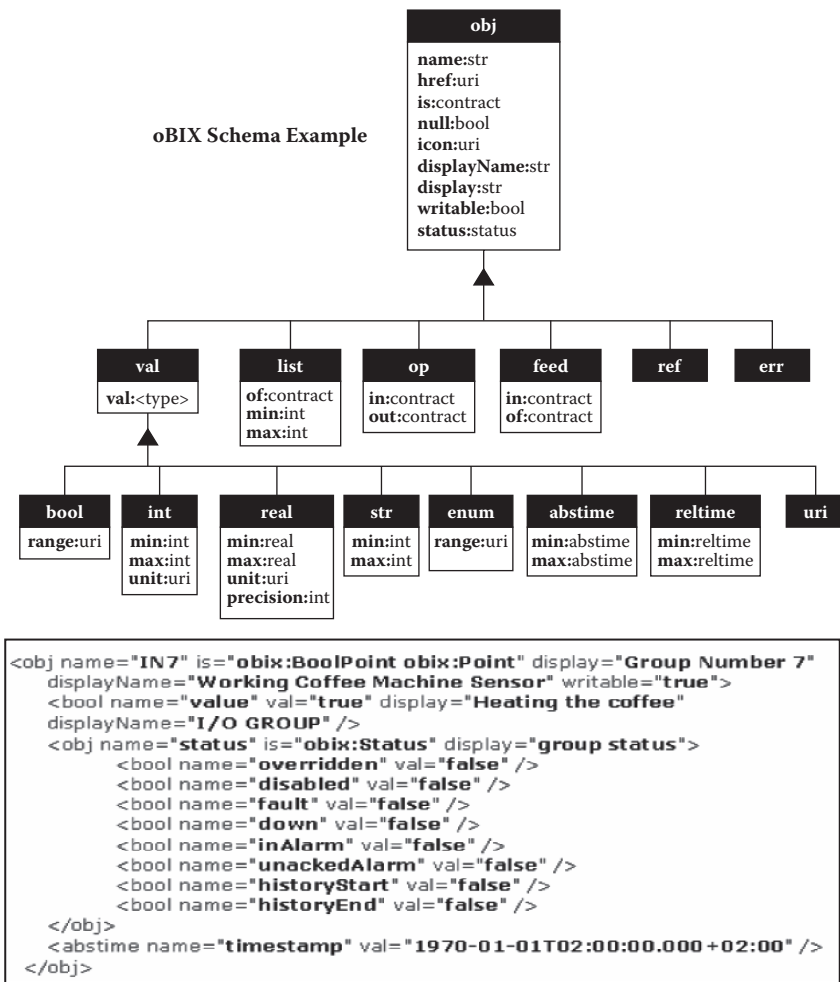 obj
name:str
href:uri
is:contract
null:bool
icon:uri
displayName:str
display:str
writable:bool
status:status
oBIX Schema Example
val
val:<type>
list
of:contract
min:int
max:int
op
in:contract
out:contract
feed
in:contract
of:contract
ref
err
bool
range:uri
int
min:int
max:int
unit:uri
real
min:real
max:real
unit:uri
precision:int
str
min:int
max:int
enum
range:uri
abstime
min:abstime
max:abstime
reltime
min:reltime
max:reltime
uri
<obj name="IN7" is="obix:BoolPoint obix:Point" display="Group Number 7"
displayName="Working Coffee Machine Sensor" writable="true">
<bool name="value" val="true" display="Heating the coffee"
displayName="I/O GROUP" />
<obj name="status" is="obix:Status" display="group status">
<bool name="overridden" val="false" />
<bool name="disabled" val="false" />
<bool name="fault" val="false" />
<bool name="down" val="false" />
<bool name="inAlarm" val="false" />
<bool name="unackedAlarm" val="false" />
<bool name="historyStart" val="false" />
<bool name="historyEnd" val="false" />
</obj>
<abstime name="timestamp" val="1970-01-01T02:00:00.000+02:00" />
</obj>